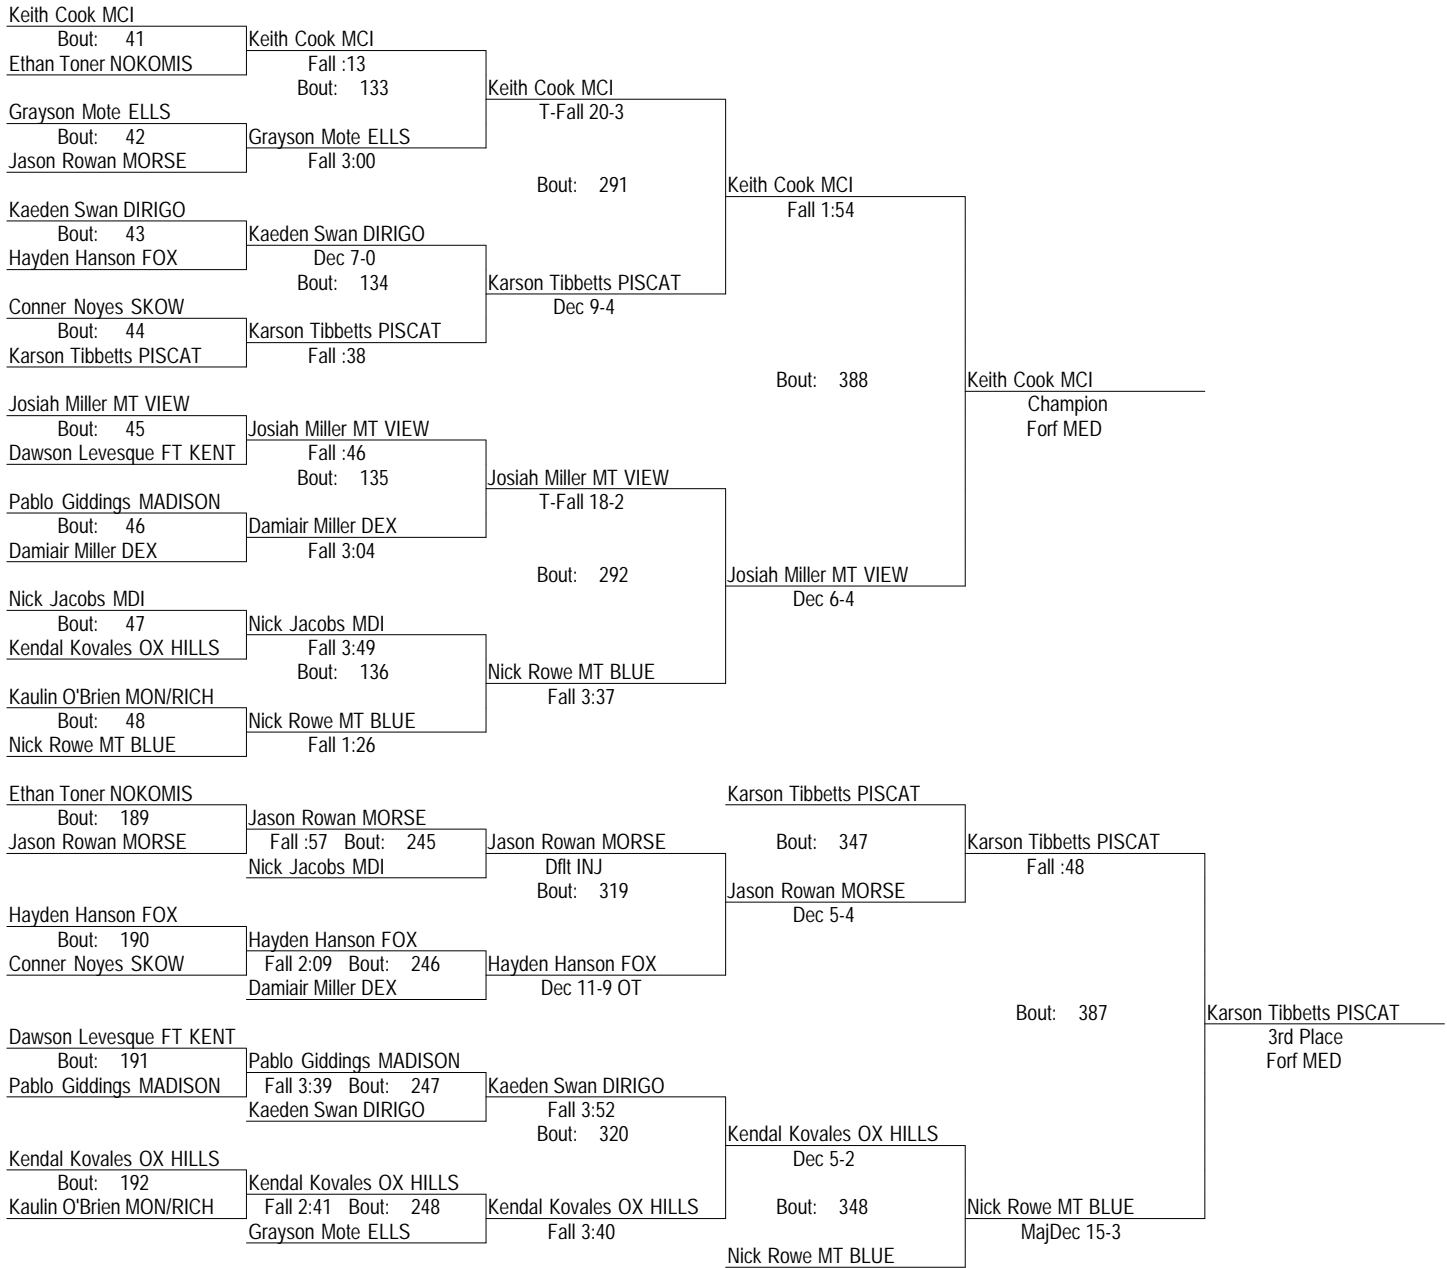 Keith Cook MCI
Bout: 41
Keith Cook MCI
Ethan Toner NOKOMIS
Fall :13
Bout: 133
Keith Cook MCI
Grayson Mote ELLS
T-Fall 20-3
Bout: 42
Grayson Mote ELLS
Jason Rowan MORSE
Fall 3:00
Bout: 291
Keith Cook MCI
Kaeden Swan DIRIGO
Fall 1:54
Bout: 43
Kaeden Swan DIRIGO
Hayden Hanson FOX
Dec 7-0
Bout: 134
Karson Tibbetts PISCAT
Conner Noyes SKOW
Dec 9-4
Bout: 44
Karson Tibbetts PISCAT
Karson Tibbetts PISCAT
Fall :38
Bout: 388
Keith Cook MCI
Josiah Miller MT VIEW
Champion
Bout: 45
Josiah Miller MT VIEW
Forf MED
Dawson Levesque FT KENT
Fall :46
Bout: 135
Josiah Miller MT VIEW
Pablo Giddings MADISON
T-Fall 18-2
Bout: 46
Damiair Miller DEX
Damiair Miller DEX
Fall 3:04
Bout: 292
Josiah Miller MT VIEW
Nick Jacobs MDI
Dec 6-4
Bout: 47
Nick Jacobs MDI
Kendal Kovales OX HILLS
Fall 3:49
Bout: 136
Nick Rowe MT BLUE
Kaulin O'Brien MON/RICH
Fall 3:37
Bout: 48
Nick Rowe MT BLUE
Nick Rowe MT BLUE
Fall 1:26
Ethan Toner NOKOMIS
Karson Tibbetts PISCAT
Bout: 189
Jason Rowan MORSE
Jason Rowan MORSE
Fall :57 Bout: 245
Jason Rowan MORSE
Bout: 347
Karson Tibbetts PISCAT
Nick Jacobs MDI
Dflt INJ
Fall :48
Bout: 319
Jason Rowan MORSE
Hayden Hanson FOX
Dec 5-4
Bout: 190
Hayden Hanson FOX
Conner Noyes SKOW
Fall 2:09 Bout: 246
Hayden Hanson FOX
Damiair Miller DEX
Dec 11-9 OT
Bout: 387
Karson Tibbetts PISCAT
Dawson Levesque FT KENT
3rd Place
Bout: 191
Pablo Giddings MADISON
Forf MED
Pablo Giddings MADISON
Fall 3:39 Bout: 247
Kaeden Swan DIRIGO
Kaeden Swan DIRIGO
Fall 3:52
Bout: 320
Kendal Kovales OX HILLS
Kendal Kovales OX HILLS
Dec 5-2
Bout: 192
Kendal Kovales OX HILLS
Kaulin O'Brien MON/RICH
Fall 2:41 Bout: 248
Kendal Kovales OX HILLS
Bout: 348
Nick Rowe MT BLUE
Grayson Mote ELLS
Fall 3:40
MajDec 15-3
Nick Rowe MT BLUE